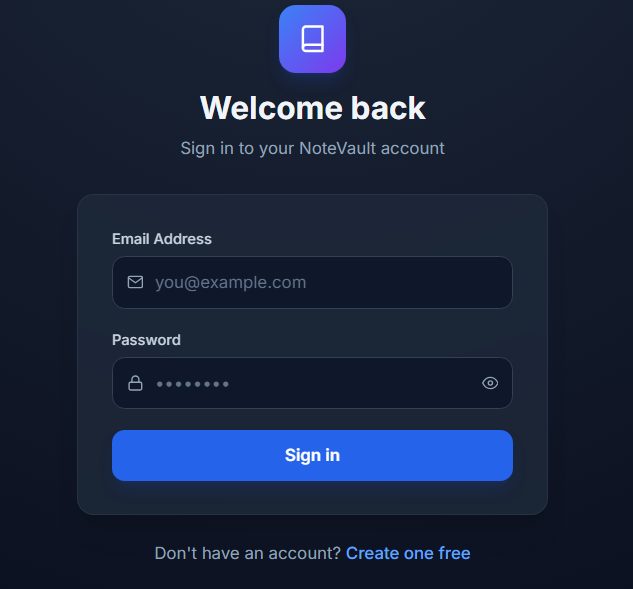 Welcome back
Sign in to your NoteVault account
Email Address
you@example.com
Password
••••••••
Sign in
Don't have an account? Create one free